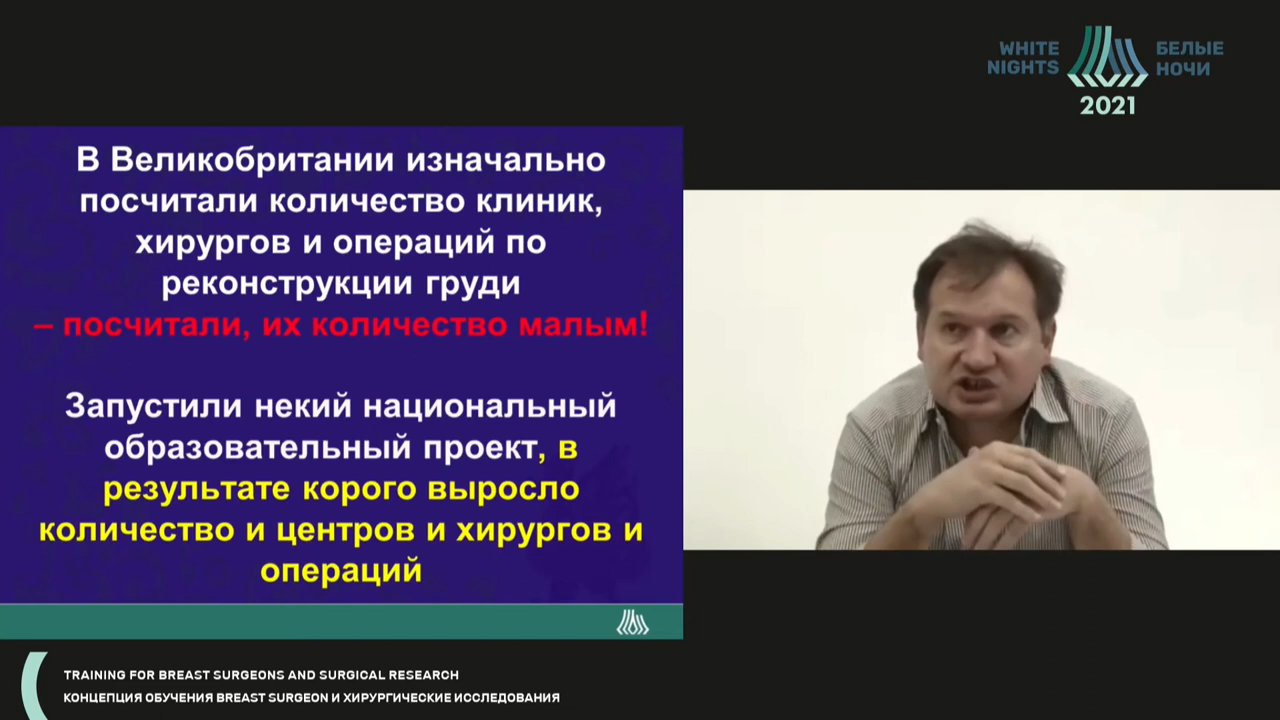 WHITE
NIGHTS
БЕЛЫЕ
НОЧИ
2021
В Великобритании изначально
посчитали количество клиник,
хирургов и операций по
реконструкции груди
– посчитали, их количество малым!
Запустили некий национальный
образовательный проект, в
результате корого выросло
количество и центров и хирургов и
операций
TRAINING FOR BREAST SURGEONS AND SURGICAL RESEARCH
КОНЦЕПЦИЯ ОБУЧЕНИЯ BREAST SURGEON И ХИРУРГИЧЕСКИЕ ИССЛЕДОВАНИЯ